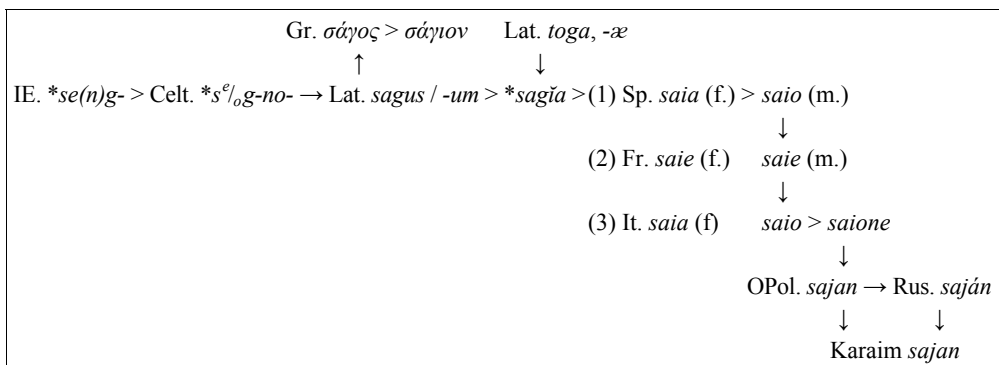 Gr. σάγος > σάγιον Lat. toga, -æ
↑ ↓
IE. *se(n)g- > Celt. *sᵉ/ₒg-no- → Lat. sagus / -um > *sagĭa > (1) Sp. saia (f.) > saio (m.)
↓
(2) Fr. saie (f.) saie (m.)
↓
(3) It. saia (f) saio > saione
↓
OPol. sajan → Rus. saján
↓ ↓
Karaim sajan